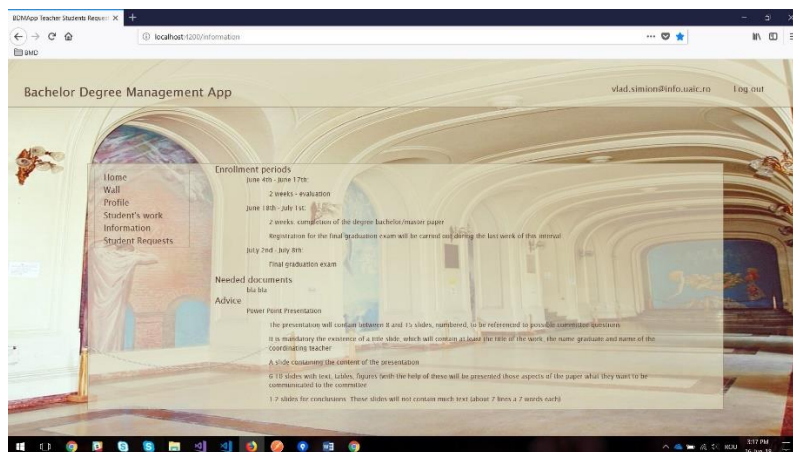 BDMApp Teacher Students Request
localhost:4200/information
BMD
Bachelor Degree Management App
vlad.simion@info.uaic.ro
Log out
Home
Wall
Profile
Student's work
Information
Student Requests
Enrollment periods
June 4th - June 17th:
2 weeks - evaluation
June 18th - July 1st:
2 weeks: completion of the degree bachelor/master paper
Registration for the final graduation exam will be carried out during the last week of this interval
July 2nd - July 8th:
Final graduation exam
Needed documents
bla bla
Advice
Power Point Presentation
The presentation will contain between 8 and 15 slides, numbered, to be referenced to possible committee questions
It is mandatory the existence of a title slide, which will contain at least the title of the work, the name graduate and name of the
coordinating teacher
A slide containing the content of the presentation
6-10 slides with text, tables, figures (with the help of these will be presented those aspects of the paper what they want to be
communicated to the committee
1-2 slides for conclusions. These slides will not contain much text (about 7 lines a 7 words each)
ROU
3:17 PM